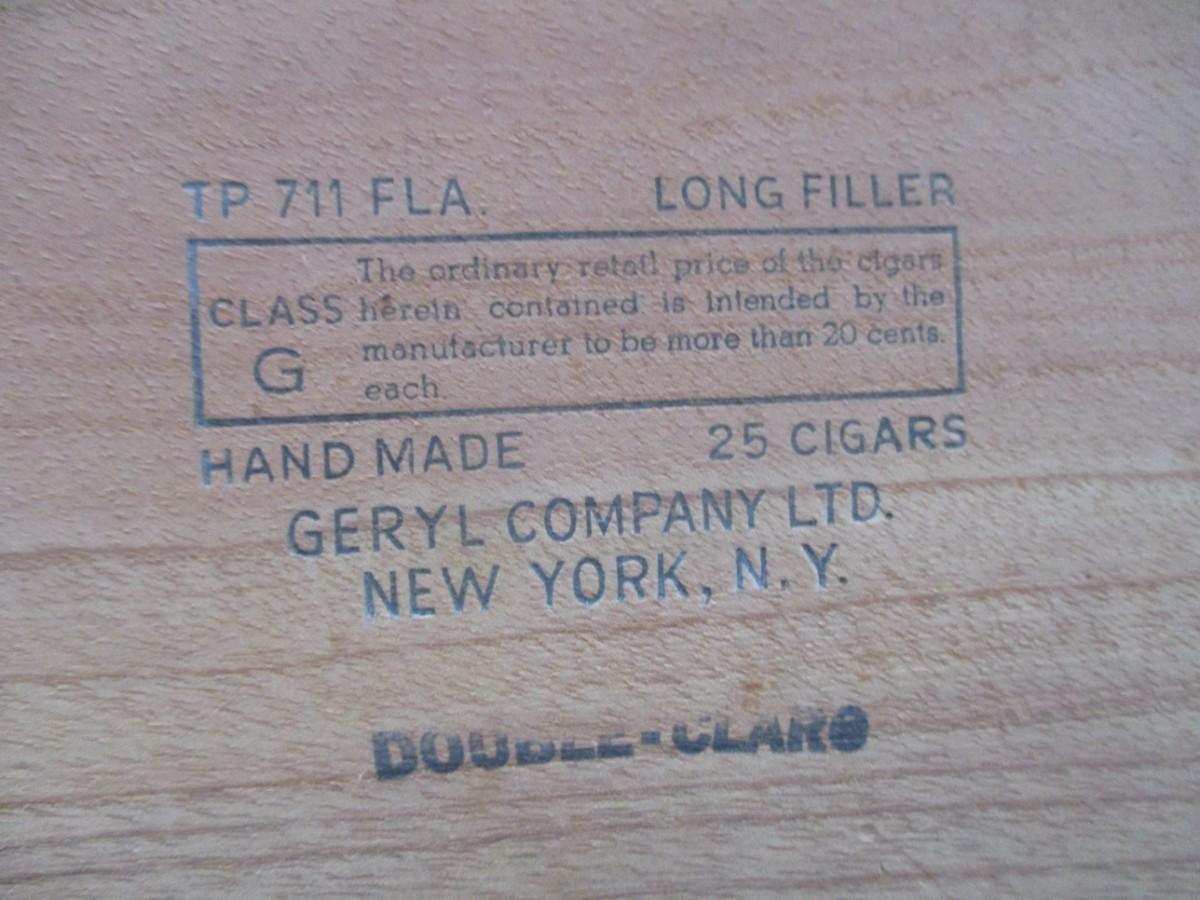 TP 711 FLA. LONG FILLER
CLASS G
The ordinary retail price of the cigars
herein contained is intended by the
manufacturer to be more than 20 cents.
each.
HAND MADE 25 CIGARS
GERYL COMPANY LTD.
NEW YORK, N. Y.
DOUBLE-CLARO